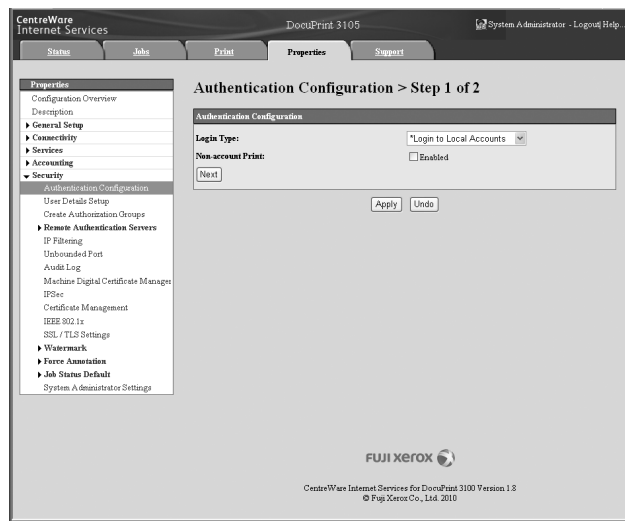 CentreWare
Internet Services
DocuPrint 3105
System Administrator - Logout| Help...
Status
Jobs
Print
Properties
Support
Properties
Configuration Overview
Description
General Setup
Connectivity
Services
Accounting
Security
Authentication Configuration
User Details Setup
Create Authorization Groups
Remote Authentication Servers
IP Filtering
Unbounded Port
Audit Log
Machine Digital Certificate Manager
IPSec
Certificate Management
IEEE 802.1x
SSL / TLS Settings
Watermark
Force Annotation
Job Status Default
System Administrator Settings
Authentication Configuration > Step 1 of 2
Authentication Configuration
Login Type:
*Login to Local Accounts
Non-account Print:
Enabled
Next
Apply
Undo
FUJI XEROX
CentreWare Internet Services for DocuPrint 3100 Version 1.8
© Fuji Xerox Co., Ltd. 2010